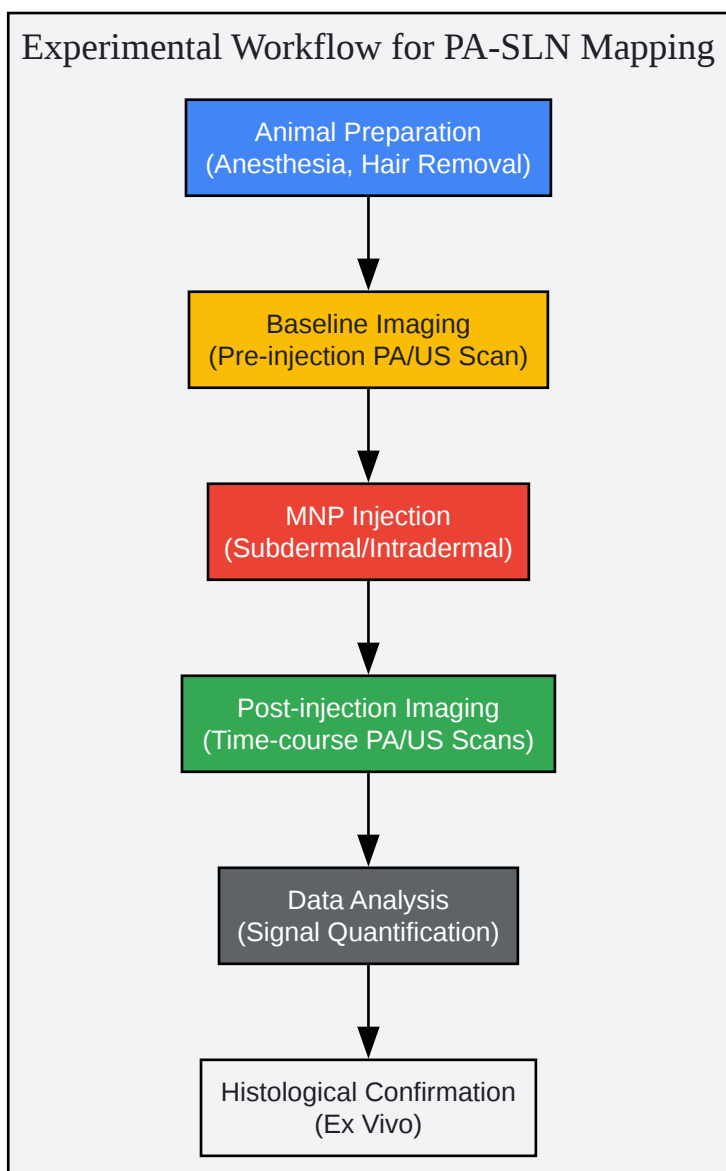 Experimental Workflow for PA-SLN Mapping
Animal Preparation
(Anesthesia, Hair Removal)
Baseline Imaging
(Pre-injection PA/US Scan)
MNP Injection
(Subdermal/Intradermal)
Post-injection Imaging
(Time-course PA/US Scans)
Data Analysis
(Signal Quantification)
Histological Confirmation
(Ex Vivo)